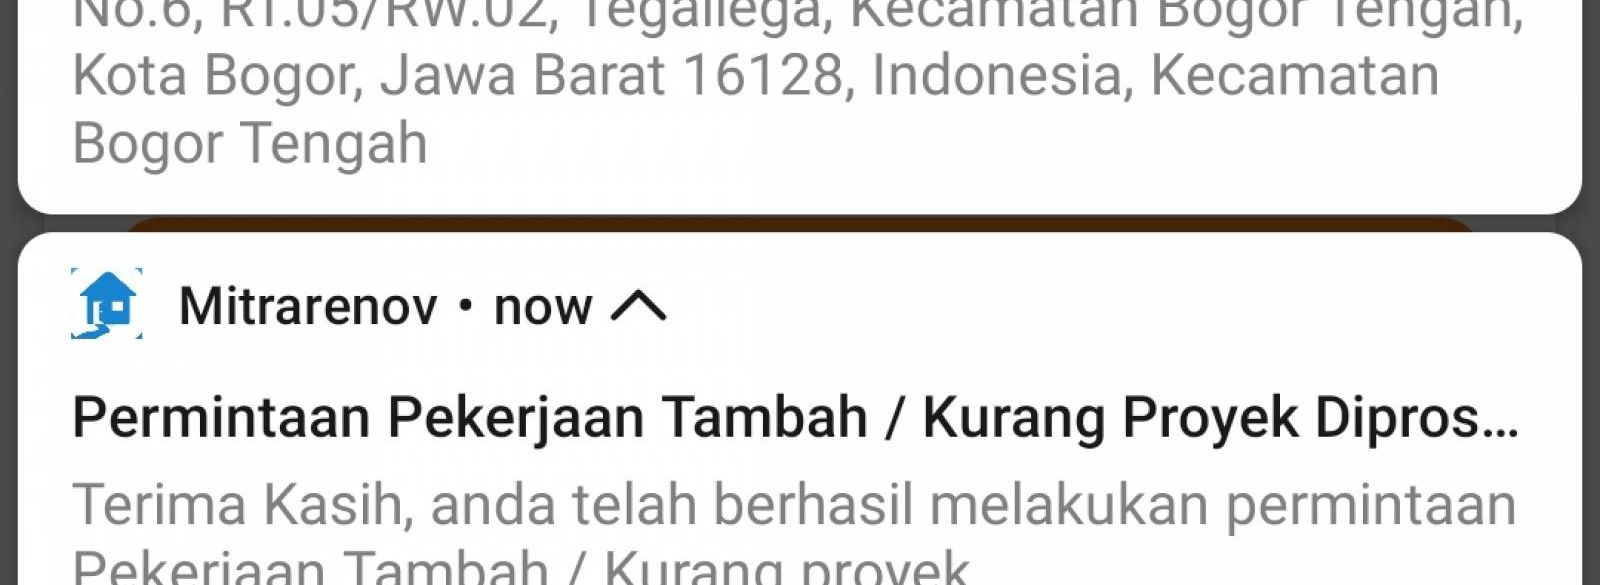 No.6, RT.05/RW.02, Tegallega, Kecamatan Bogor Tengah,
Kota Bogor, Jawa Barat 16128, Indonesia, Kecamatan
Bogor Tengah
Mitrarenov • now
Permintaan Pekerjaan Tambah / Kurang Proyek Dipros...
Terima Kasih, anda telah berhasil melakukan permintaan
Pekerjaan Tambah / Kurang proyek